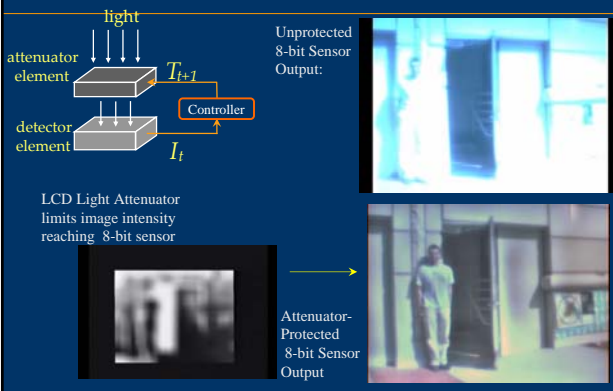 light
attenuator
element
T_{t+1}
Controller
detector
element
I_t
Unprotected
8-bit Sensor
Output:
LCD Light Attenuator
limits image intensity
reaching 8-bit sensor
Attenuator-
Protected
8-bit Sensor
Output